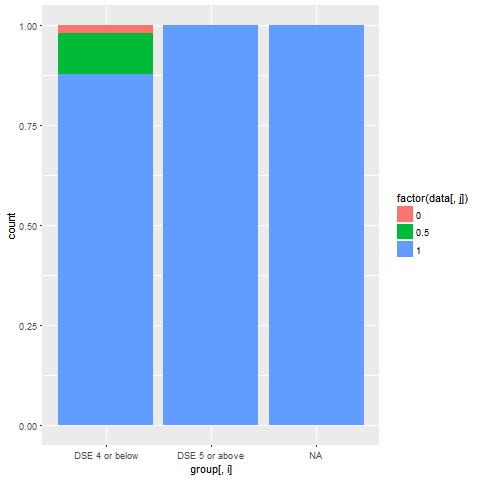 1.00
0.75
0.50
0.25
0.00
count
DSE 4 or below
DSE 5 or above
NA
group[, i]
factor(data[, j])
0
0.5
1